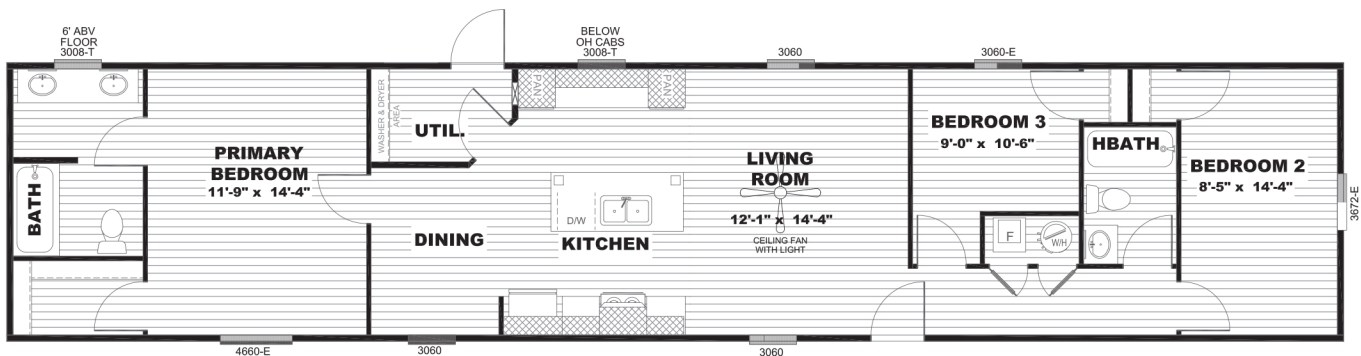 6' ABV
FLOOR
3008-T
BELOW
OH CABS
3008-T
3060
3060-E
PAN
PAN
WASHER & DRYER
AREA
UTIL.
BEDROOM 3
9'-0" x 10'-6"
HBATH
PRIMARY
BEDROOM
11'-9" x 14'-4"
LIVING
ROOM
12'-1" x 14'-4"
CEILING FAN
WITH LIGHT
BEDROOM 2
8'-5" x 14'-4"
3672-E
BATH
D/W
DINING
KITCHEN
F
W/H
4660-E
3060
3060